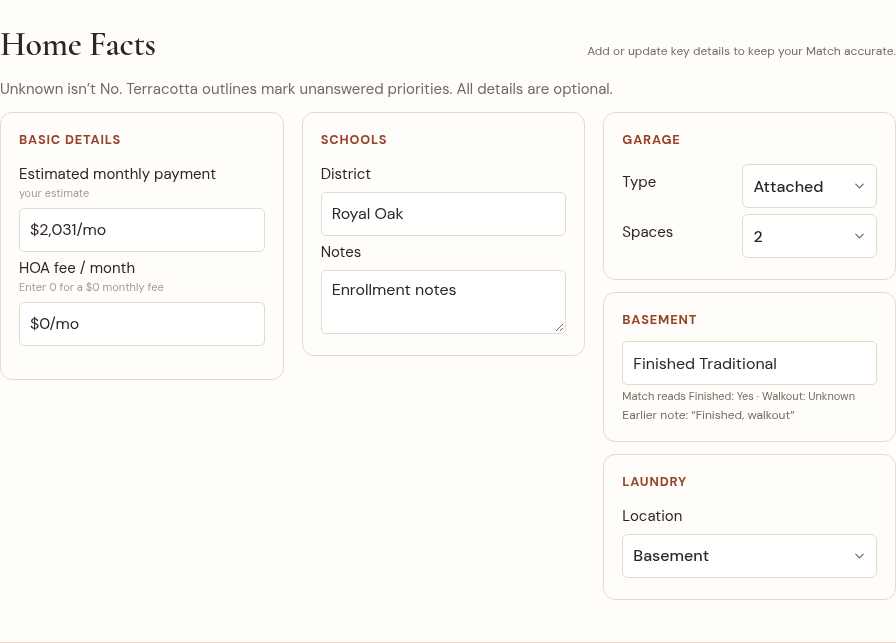 Home Facts
Add or update key details to keep your Match accurate.
Unknown isn’t No. Terracotta outlines mark unanswered priorities. All details are optional.
BASIC DETAILS
Estimated monthly payment
your estimate
$2,031/mo
HOA fee / month
Enter 0 for a $0 monthly fee
$0/mo
SCHOOLS
District
Royal Oak
Notes
Enrollment notes
GARAGE
Type
Attached
Spaces
2
BASEMENT
Finished Traditional
Match reads Finished: Yes · Walkout: Unknown
Earlier note: “Finished, walkout”
LAUNDRY
Location
Basement